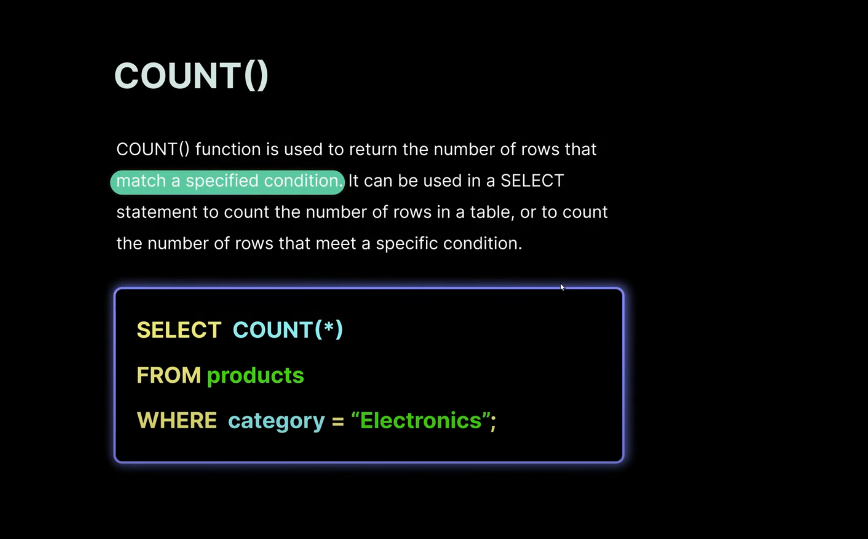 COUNT()
COUNT() function is used to return the number of rows that
match a specified condition. It can be used in a SELECT
statement to count the number of rows in a table, or to count
the number of rows that meet a specific condition.
SELECT COUNT(*)
FROM products
WHERE category = “Electronics”;